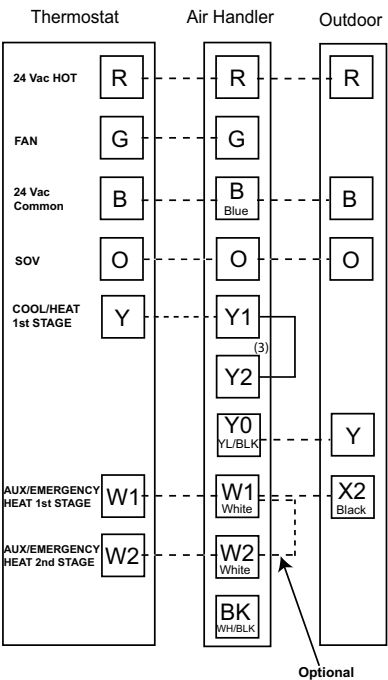 Thermostat Air Handler Outdoor
24 Vac HOT R R R
FAN G G
24 Vac
Common B B B
Blue
SOV O O O
COOL/HEAT
1st STAGE Y Y1
(3)
Y2
Y0 Y
YL/BLK
AUX/EMERGENCY
HEAT 1st STAGE W1 W1 X2
White Black
AUX/EMERGENCY
HEAT 2nd STAGE W2 W2
White
BK
WH/BLK
Optional